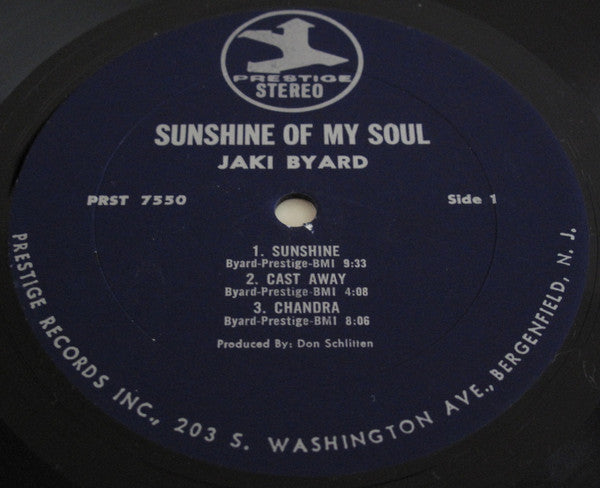 PRESTIGE
STEREO
SUNSHINE OF MY SOUL
JAKI BYARD
PRST 7550
Side 1
1. SUNSHINE
Byard-Prestige-BMI 9:33
2. CAST AWAY
Byard-Prestige-BMI 4:08
3. CHANDRA
Byard-Prestige-BMI 8:06
Produced By: Don Schlitten
PRESTIGE RECORDS INC., 203 S. WASHINGTON AVE., BERGENFIELD, N. J.